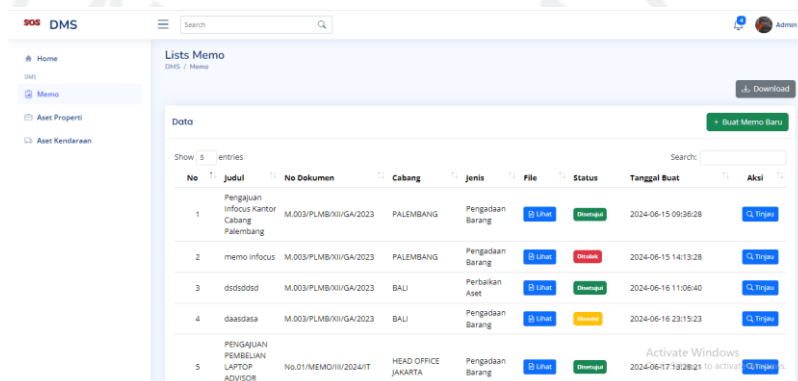 SOS DMS
Search
4
Admin
Home
DMS
Memo
Aset Properti
Aset Kendaraan
Lists Memo
DMS / Memo
Download
Data
+ Buat Memo Baru
Show 5 entries
Search:
No Judul No Dokumen Cabang Jenis File Status Tanggal Buat Aksi
1 Pengajuan Infocus Kantor Cabang Palembang M.003/PLMB/XII/GA/2023 PALEMBANG Pengadaan Barang Lihat Disetujui 2024-06-15 09:36:28 Tinjau
2 memo infocus M.003/PLMB/XII/GA/2023 PALEMBANG Pengadaan Barang Lihat Ditolak 2024-06-15 14:13:28 Tinjau
3 dsdsddsd M.003/PLMB/XII/GA/2023 BALI Perbaikan Aset Lihat Disetujui 2024-06-16 11:06:40 Tinjau
4 daasdasa M.003/PLMB/XII/GA/2023 BALI Pengadaan Barang Lihat 2024-06-16 23:15:23 Tinjau
5 PENGAJUAN PEMBELIAN LAPTOP ADVISOR No.01/MEMO/III/2024/IT HEAD OFFICE JAKARTA Pengadaan Barang Lihat Disetujui 2024-06-17 13:28:21 Tinjau
Activate Windows